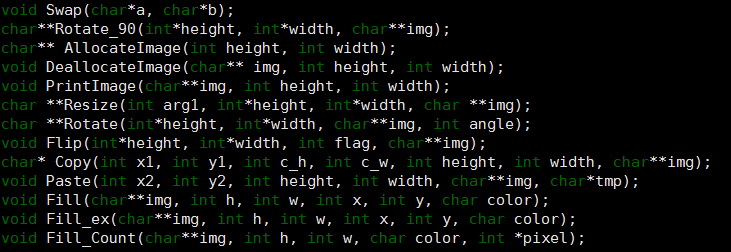 void Swap(char*a, char*b);
char**Rotate_90(int*height, int*width, char**img);
char** AllocateImage(int height, int width);
void DeallocateImage(char** img, int height, int width);
void PrintImage(char**img, int height, int width);
char **Resize(int arg1, int*height, int*width, char **img);
char **Rotate(int*height, int*width, char**img, int angle);
void Flip(int*height, int*width, int flag, char**img);
char* Copy(int x1, int y1, int c_h, int c_w, int height, int width, char**img);
void Paste(int x2, int y2, int height, int width, char**img, char*tmp);
void Fill(char**img, int h, int w, int x, int y, char color);
void Fill_ex(char**img, int h, int w, int x, int y, char color);
void Fill_Count(char**img, int h, int w, char color, int *pixel);